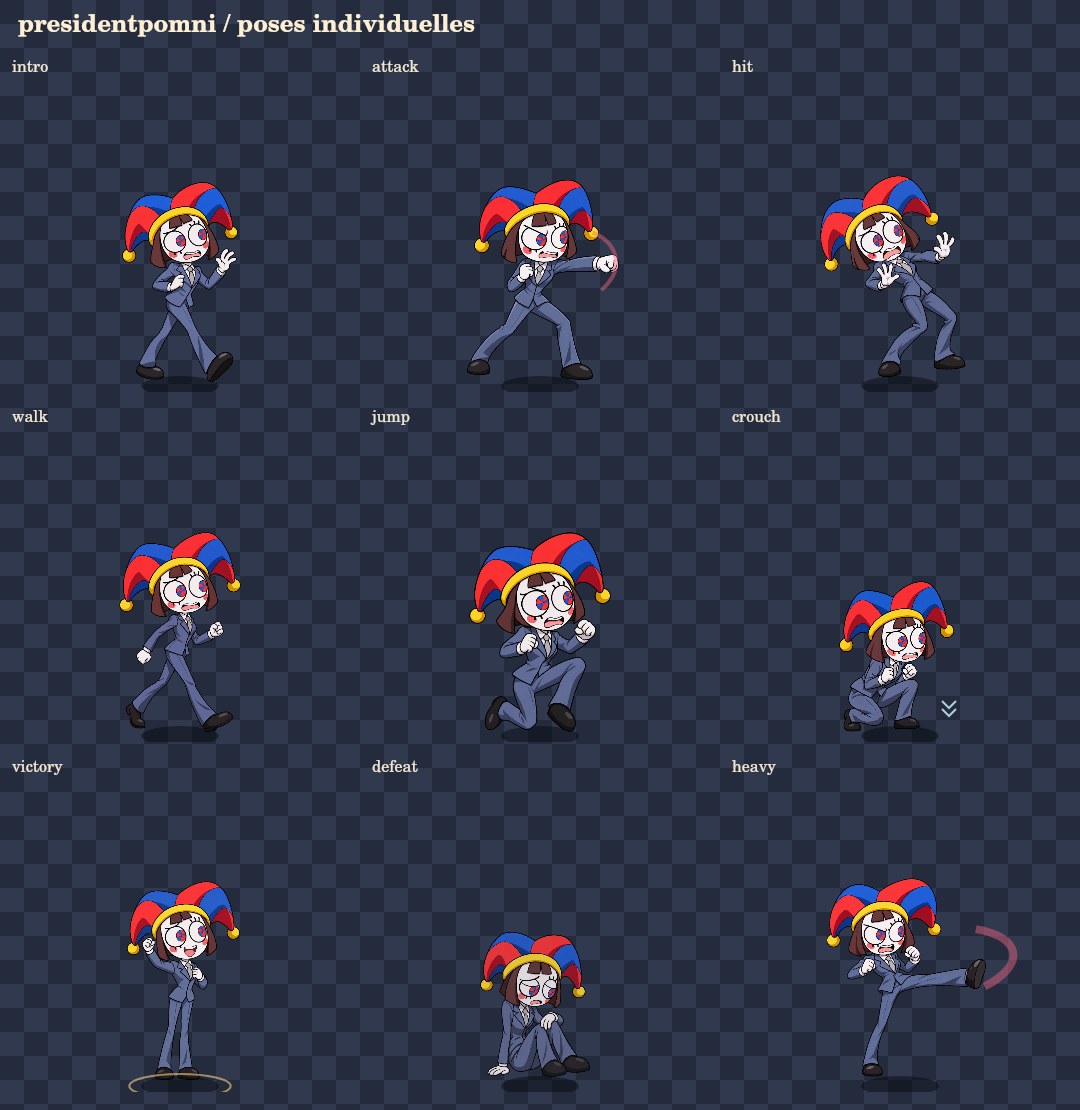 presidentpomni / poses individuelles
intro
attack
hit
walk
jump
crouch
victory
defeat
heavy